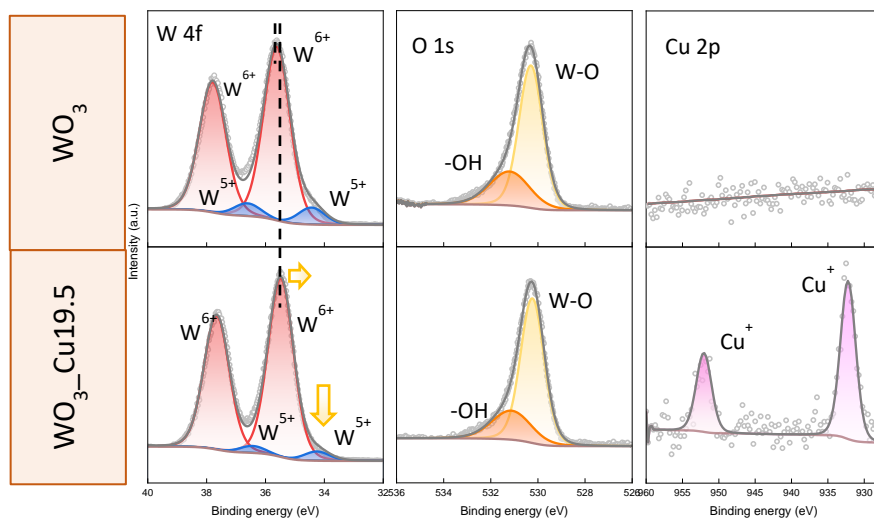 WO3
W 4f
W6+
W6+
W5+
W5+
O 1s
W-O
-OH
Cu 2p
Intensity (a.u.)
WO3_Cu19.5
W6+
W6+
W5+
W5+
W-O
-OH
Cu+
Cu+
40 38 36 34 325
536 534 532 530 528 526
960 955 950 945 940 935 930
Binding energy (eV)
Binding energy (eV)
Binding energy (eV)